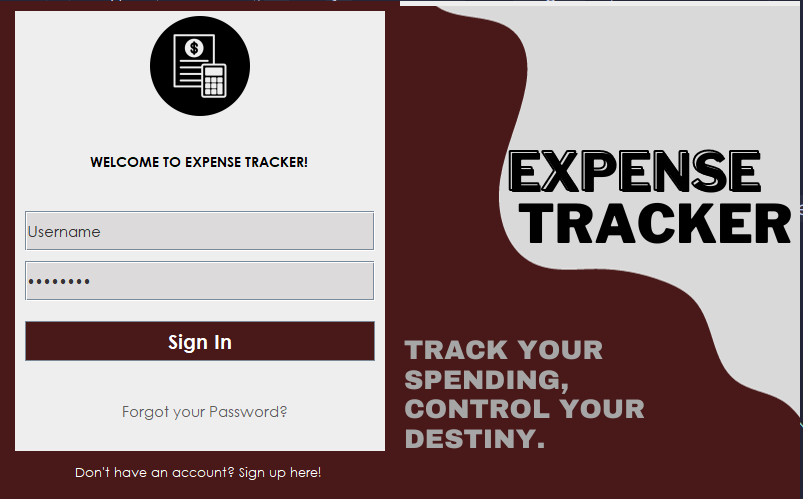 WELCOME TO EXPENSE TRACKER!
Username
••••••••
Sign In
Forgot your Password?
Don't have an account? Sign up here!
EXPENSE
TRACKER
TRACK YOUR
SPENDING,
CONTROL YOUR
DESTINY.